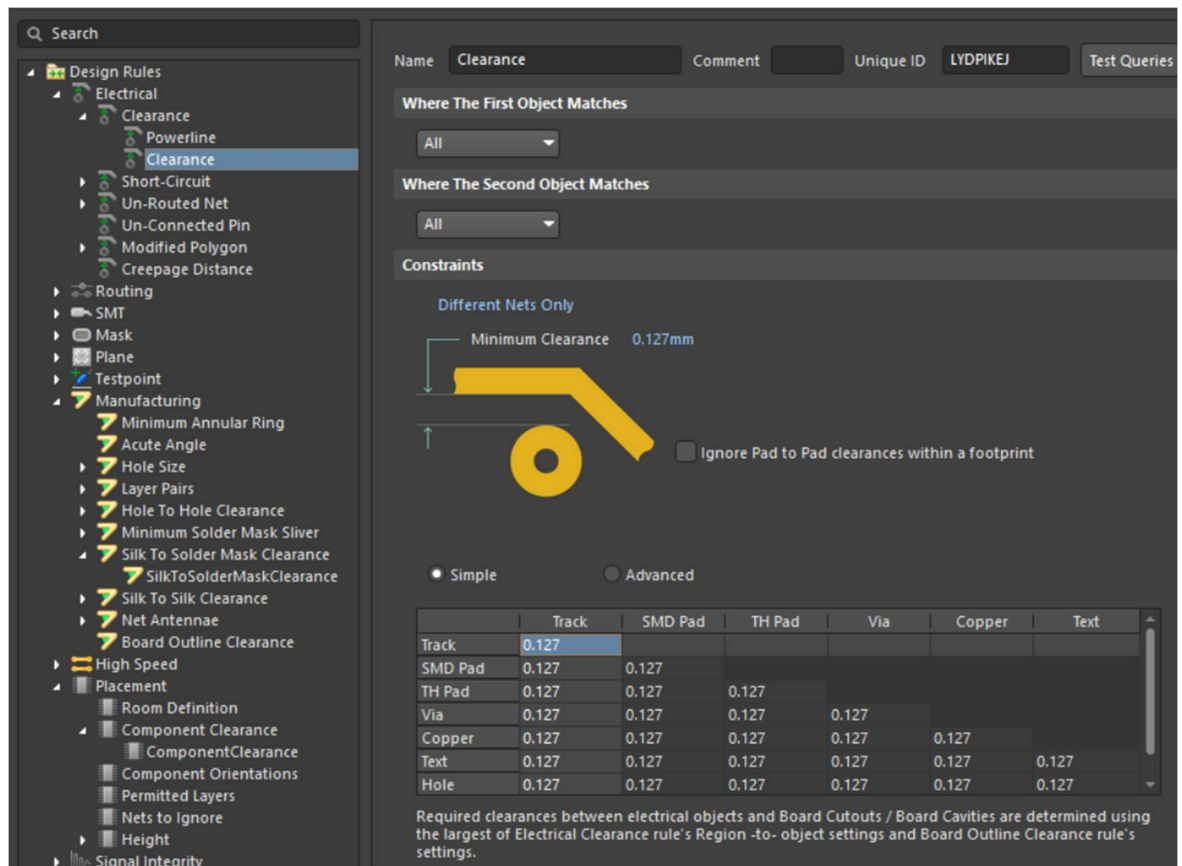 Search
Design Rules
Electrical
Clearance
Powerline
Clearance
Short-Circuit
Un-Routed Net
Un-Connected Pin
Modified Polygon
Creepage Distance
Routing
SMT
Mask
Plane
Testpoint
Manufacturing
Minimum Annular Ring
Acute Angle
Hole Size
Layer Pairs
Hole To Hole Clearance
Minimum Solder Mask Sliver
Silk To Solder Mask Clearance
SilkToSolderMaskClearance
Silk To Silk Clearance
Net Antennae
Board Outline Clearance
High Speed
Placement
Room Definition
Component Clearance
ComponentClearance
Component Orientations
Permitted Layers
Nets to Ignore
Height
Signal Integrity
Name Clearance Comment Unique ID LYDPIKEJ Test Queries
Where The First Object Matches
All
Where The Second Object Matches
All
Constraints
Different Nets Only
Minimum Clearance 0.127mm
Ignore Pad to Pad clearances within a footprint
Simple Advanced
Track SMD Pad TH Pad Via Copper Text
Track 0.127
SMD Pad 0.127 0.127
TH Pad 0.127 0.127 0.127
Via 0.127 0.127 0.127 0.127
Copper 0.127 0.127 0.127 0.127 0.127
Text 0.127 0.127 0.127 0.127 0.127 0.127
Hole 0.127 0.127 0.127 0.127 0.127 0.127
Required clearances between electrical objects and Board Cutouts / Board Cavities are determined using
the largest of Electrical Clearance rule's Region -to- object settings and Board Outline Clearance rule's
settings.